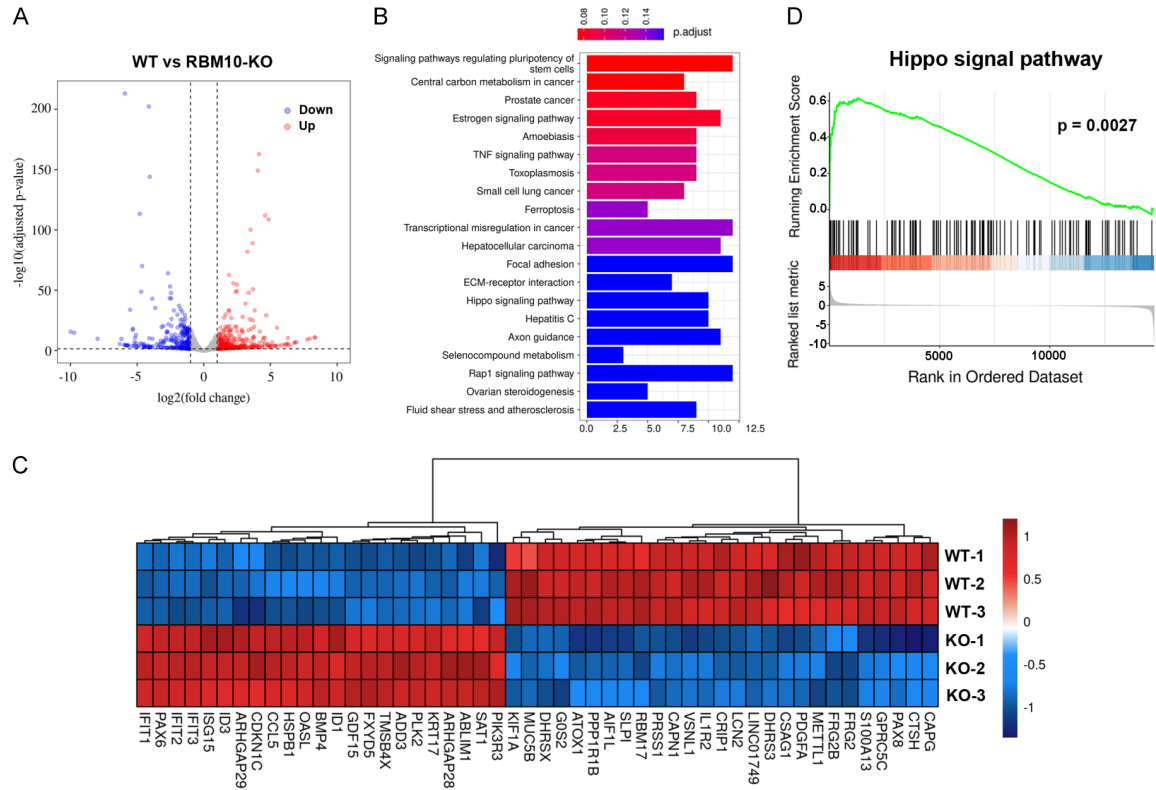 A
WT vs RBM10-KO
Down
Up
-log10(adjusted p-value)
200
150
100
50
0
-10
-5
0
5
10
log2(fold change)
B
0.08
0.10
0.12
0.14
p.adjust
Signaling pathways regulating pluripotency of
stem cells
Central carbon metabolism in cancer
Prostate cancer
Estrogen signaling pathway
Amoebiasis
TNF signaling pathway
Toxoplasmosis
Small cell lung cancer
Ferroptosis
Transcriptional misregulation in cancer
Hepatocellular carcinoma
Focal adhesion
ECM-receptor interaction
Hippo signaling pathway
Hepatitis C
Axon guidance
Selenocompound metabolism
Rap1 signaling pathway
Ovarian steroidogenesis
Fluid shear stress and atherosclerosis
0.0
2.5
5.0
7.5
10.0
12.5
D
Hippo signal pathway
p = 0.0027
Running Enrichment Score
0.6
0.4
0.2
0.0
Ranked list metric
5
0
-5
-10
5000
10000
Rank in Ordered Dataset
C
WT-1
WT-2
WT-3
KO-1
KO-2
KO-3
1
0.5
0
-0.5
-1
IFIT1
PAX6
IFIT2
IFIT3
ISG15
ID3
ARHGAP29
CDKN1C
CCL5
HSPB1
OASL
BMP4
ID1
GDF15
FXYD5
TMSB4X
ADD3
PLK2
KRT17
ARHGAP28
ABLIM1
SAT1
PIK3R3
KIF1A
MUC5B
DHRSX
GOS2
ATOX1
PPP1R1B
AIF1L
SLPI
RBM17
PRSS1
CAPN1
VSNL1
IL1R2
CRIP1
LCN2
LINC01749
DHRS3
CSAG1
PDGFA
METTL1
FRG2B
FRG2
S100A13
GPRC5C
PAX8
CTSH
CAPG